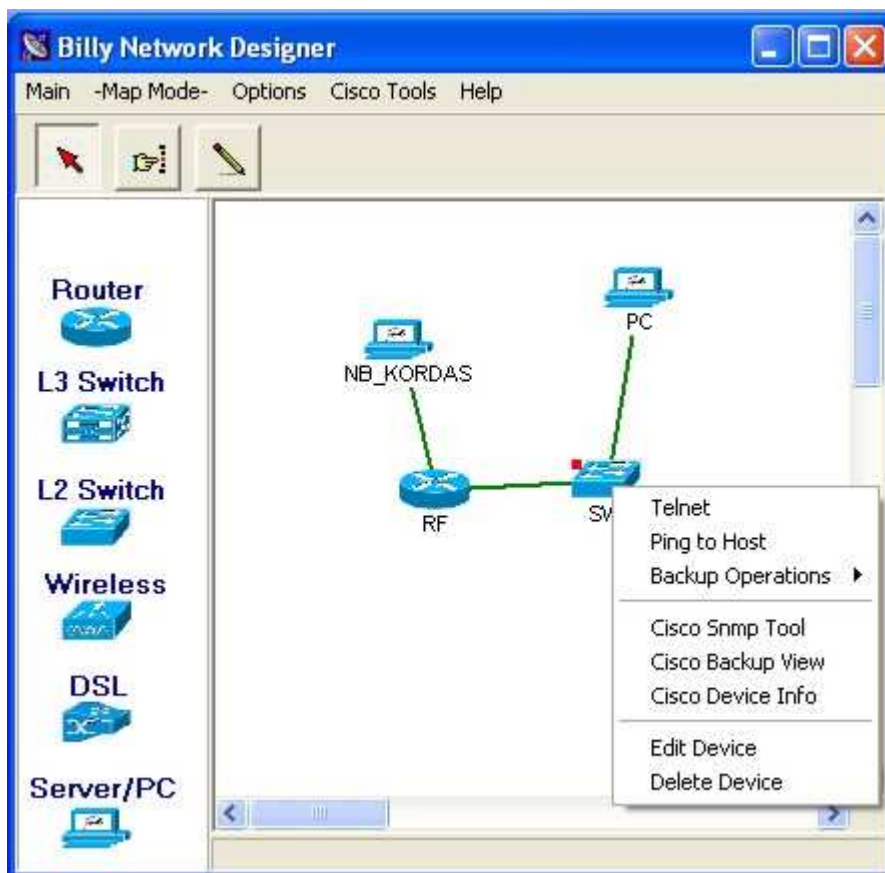 Billy Network Designer
Main -Map Mode- Options Cisco Tools Help
Router
L3 Switch
L2 Switch
Wireless
DSL
Server/PC
PC
NB_KORDAS
RF
Telnet
Ping to Host
Backup Operations
Cisco Snmp Tool
Cisco Backup View
Cisco Device Info
Edit Device
Delete Device